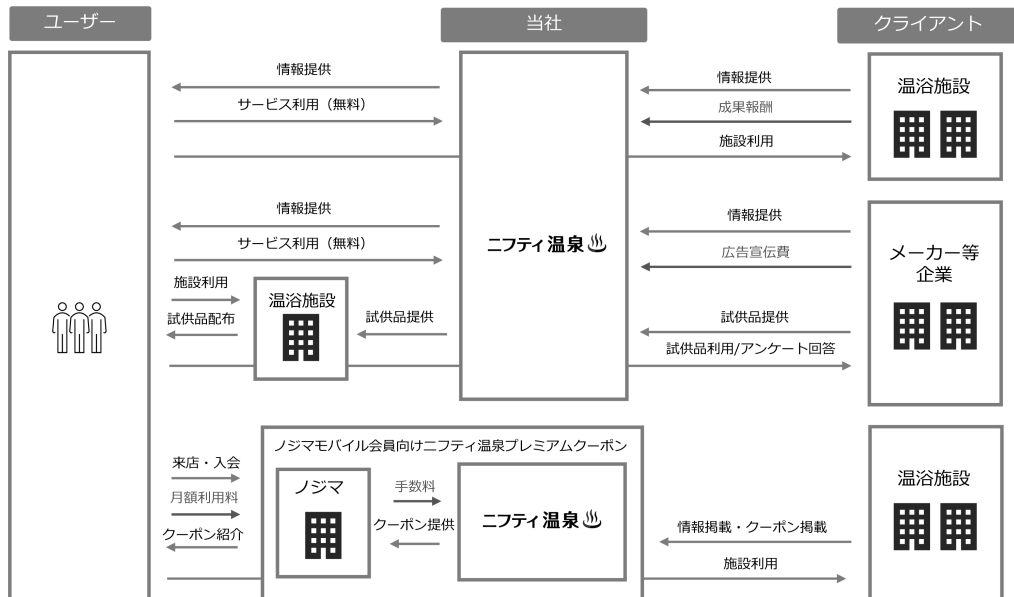 ユーザー
当社
クライアント
情報提供
サービス利用（無料）
情報提供
成果報酬
施設利用
温浴施設
情報提供
サービス利用（無料）
施設利用
試供品配布
温浴施設
試供品提供
ニフティ温泉
情報提供
広告宣伝費
試供品提供
試供品利用/アンケート回答
メーカー等
企業
ノジマモバイル会員向けニフティ温泉プレミアムクーポン
来店・入会
月額利用料
クーポン紹介
ノジマ
手数料
クーポン提供
ニフティ温泉
情報掲載・クーポン掲載
施設利用
温浴施設